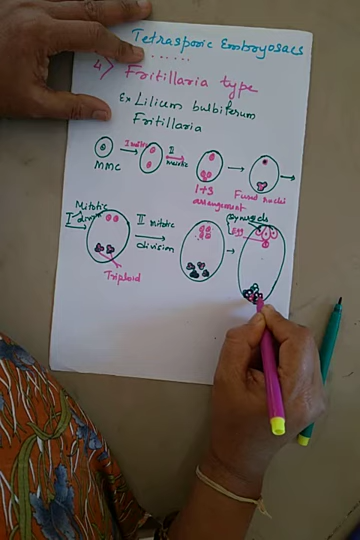 Tetrasporic Embryosacs
4) Fritillaria type
Ex Lilium bulbiferum
Fritillaria
MMC
I meiotic
II
meiotic
1+3
arrangement
Fused nuclei
Mitotic
I division
II mitotic
division
Triploid
Synergids
Egg